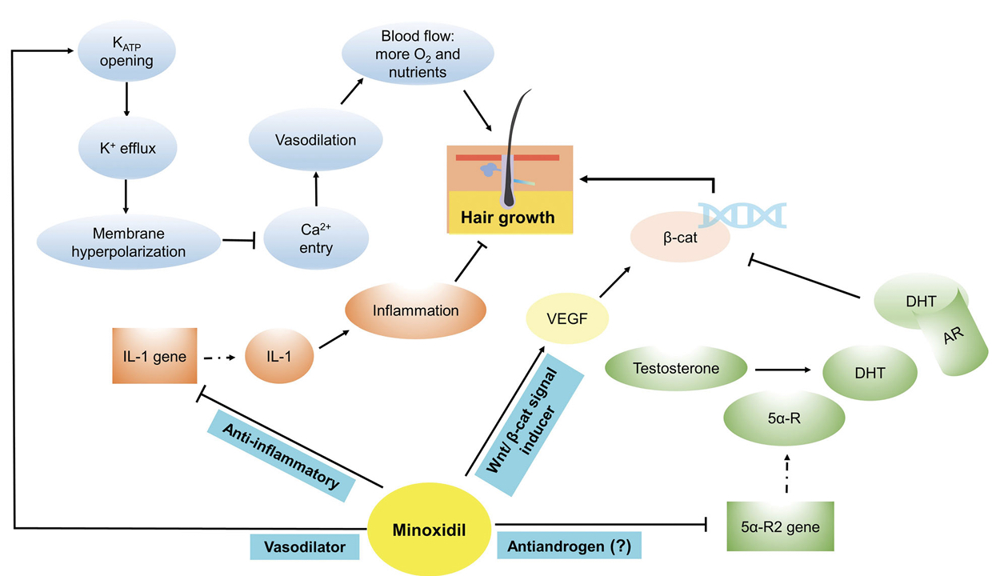 K_ATP
opening
Blood flow:
more O₂ and
nutrients
K⁺ efflux
Vasodilation
Membrane
hyperpolarization
Ca²⁺
entry
Hair growth
β-cat
Inflammation
VEGF
DHT
AR
IL-1 gene
IL-1
Testosterone
DHT
5α-R
Anti-inflammatory
Wnt/ β-cat signal
inducer
Minoxidil
5α-R2 gene
Vasodilator
Antiandrogen (?)